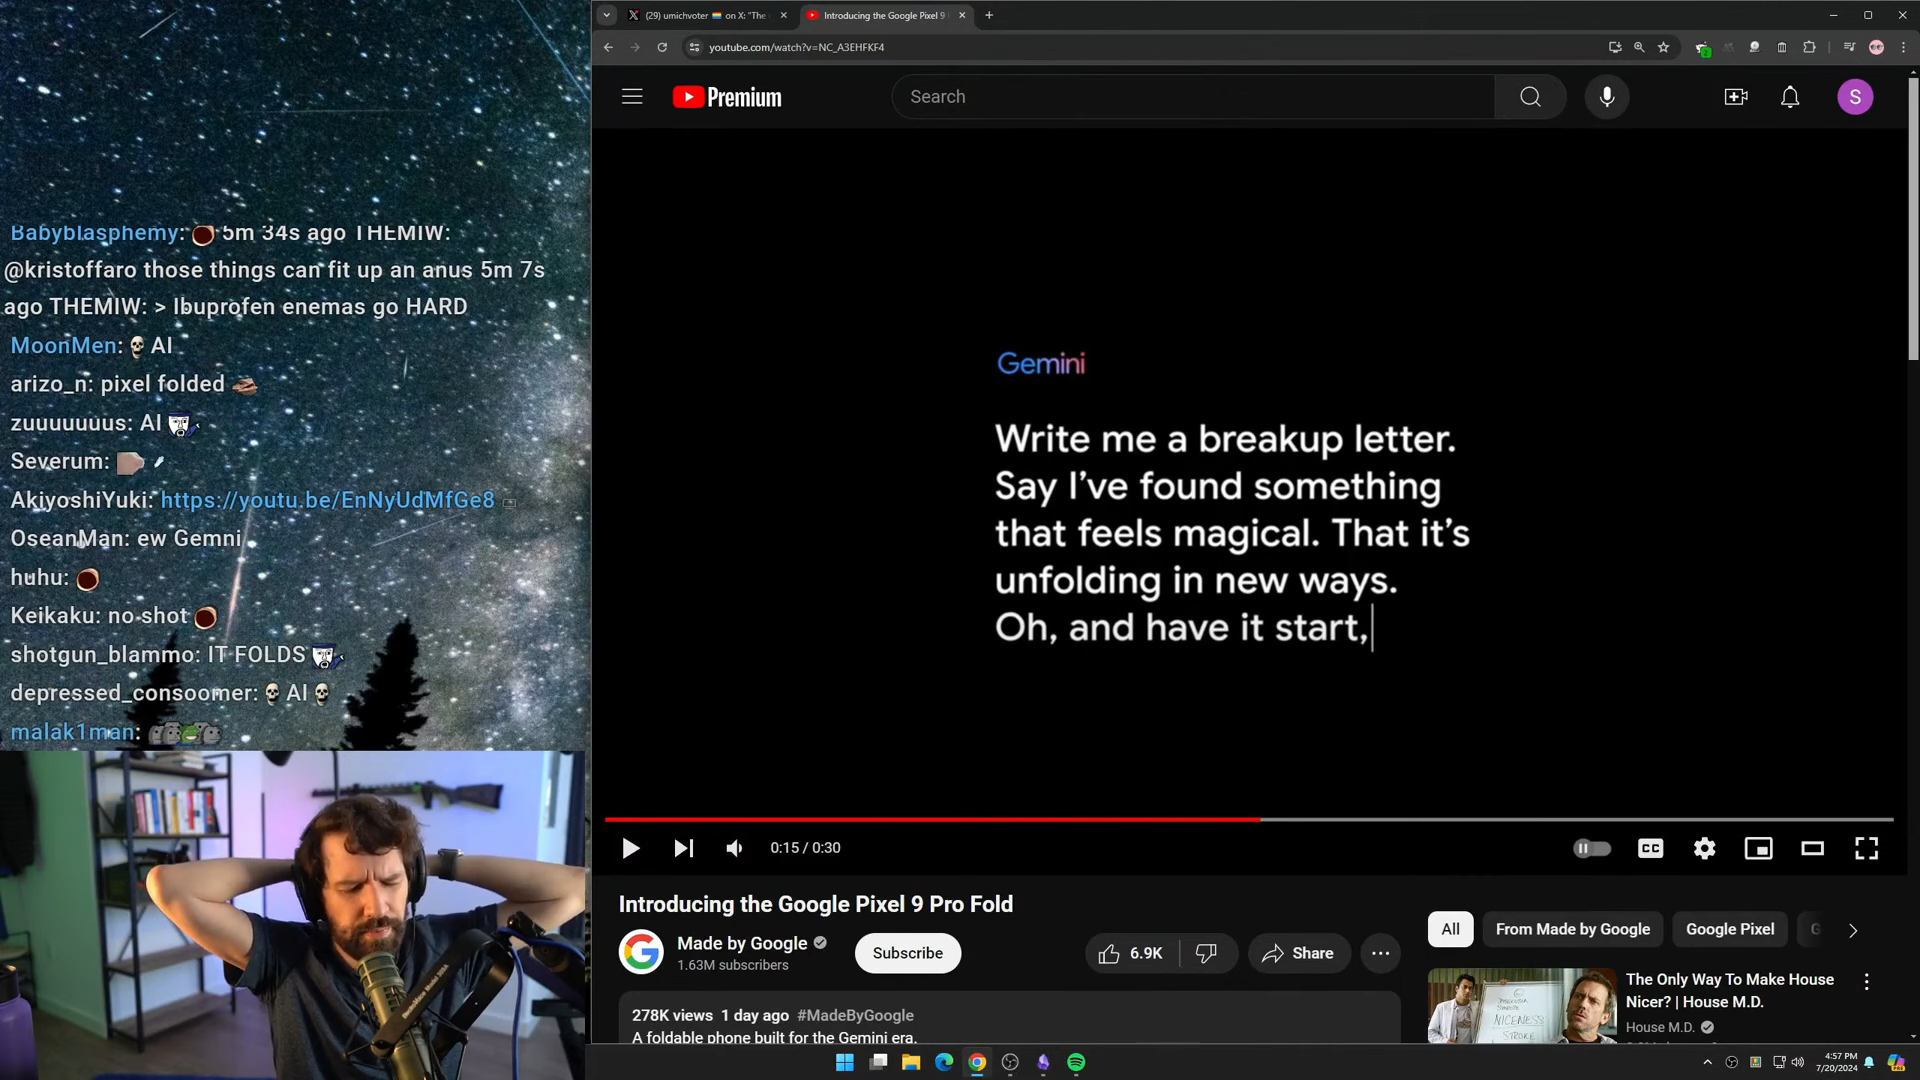 (29) umichvoter on X: "The
Introducing the Google Pixel 9
youtube.com/watch?v=NC_A3EHFKF4
Premium
Search
S
Babyblasphemy: 5m 34s ago THEMIW:
@kristoffaro those things can fit up an anus 5m 7s
ago THEMIW: > Ibuprofen enemas go HARD
MoonMen: AI
arizo_n: pixel folded
zuuuuuuus: AI
Severum:
AkiyoshiYuki: https://youtu.be/EnNyUdMfGe8
OseanMan: ew Gemni
huhu:
Keikaku: no shot
shotgun_blammo: IT FOLDS
depressed_consoomer: AI
malak1man:
Gemini
Write me a breakup letter.
Say I've found something
that feels magical. That it's
unfolding in new ways.
Oh, and have it start,
0:15 / 0:30
CC
Introducing the Google Pixel 9 Pro Fold
Made by Google
1.63M subscribers
Subscribe
6.9K
Share
All
From Made by Google
Google Pixel
G
278K views 1 day ago #MadeByGoogle
A foldable phone built for the Gemini era.
The Only Way To Make House
Nicer? | House M.D.
House M.D.
NICENESS
STROKE
4:57 PM
7/20/2024